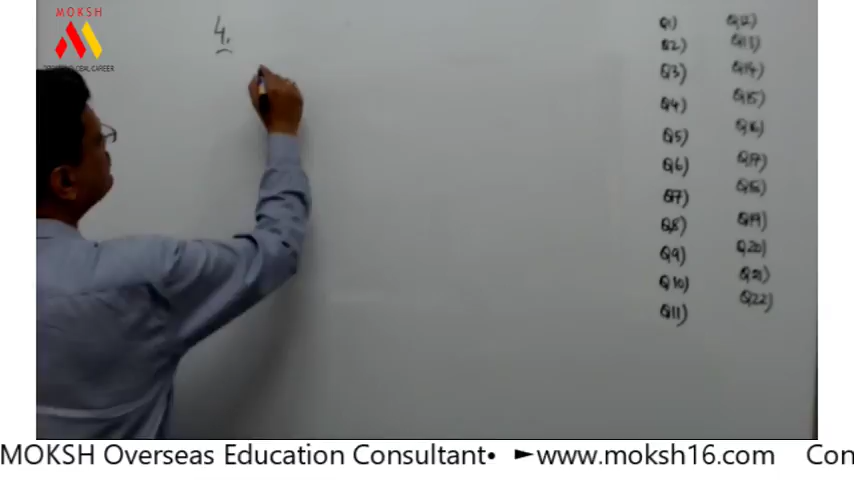 MOKSH
4.
Q1)
Q2)
Q3)
Q4)
Q5)
Q6)
Q7)
Q8)
Q9)
Q10)
Q11)
Q12)
Q13)
Q14)
Q15)
Q16)
Q17)
Q18)
Q19)
Q20)
Q21)
Q22)
MOKSH Overseas Education Consultant• ►www.moksh16.com Con